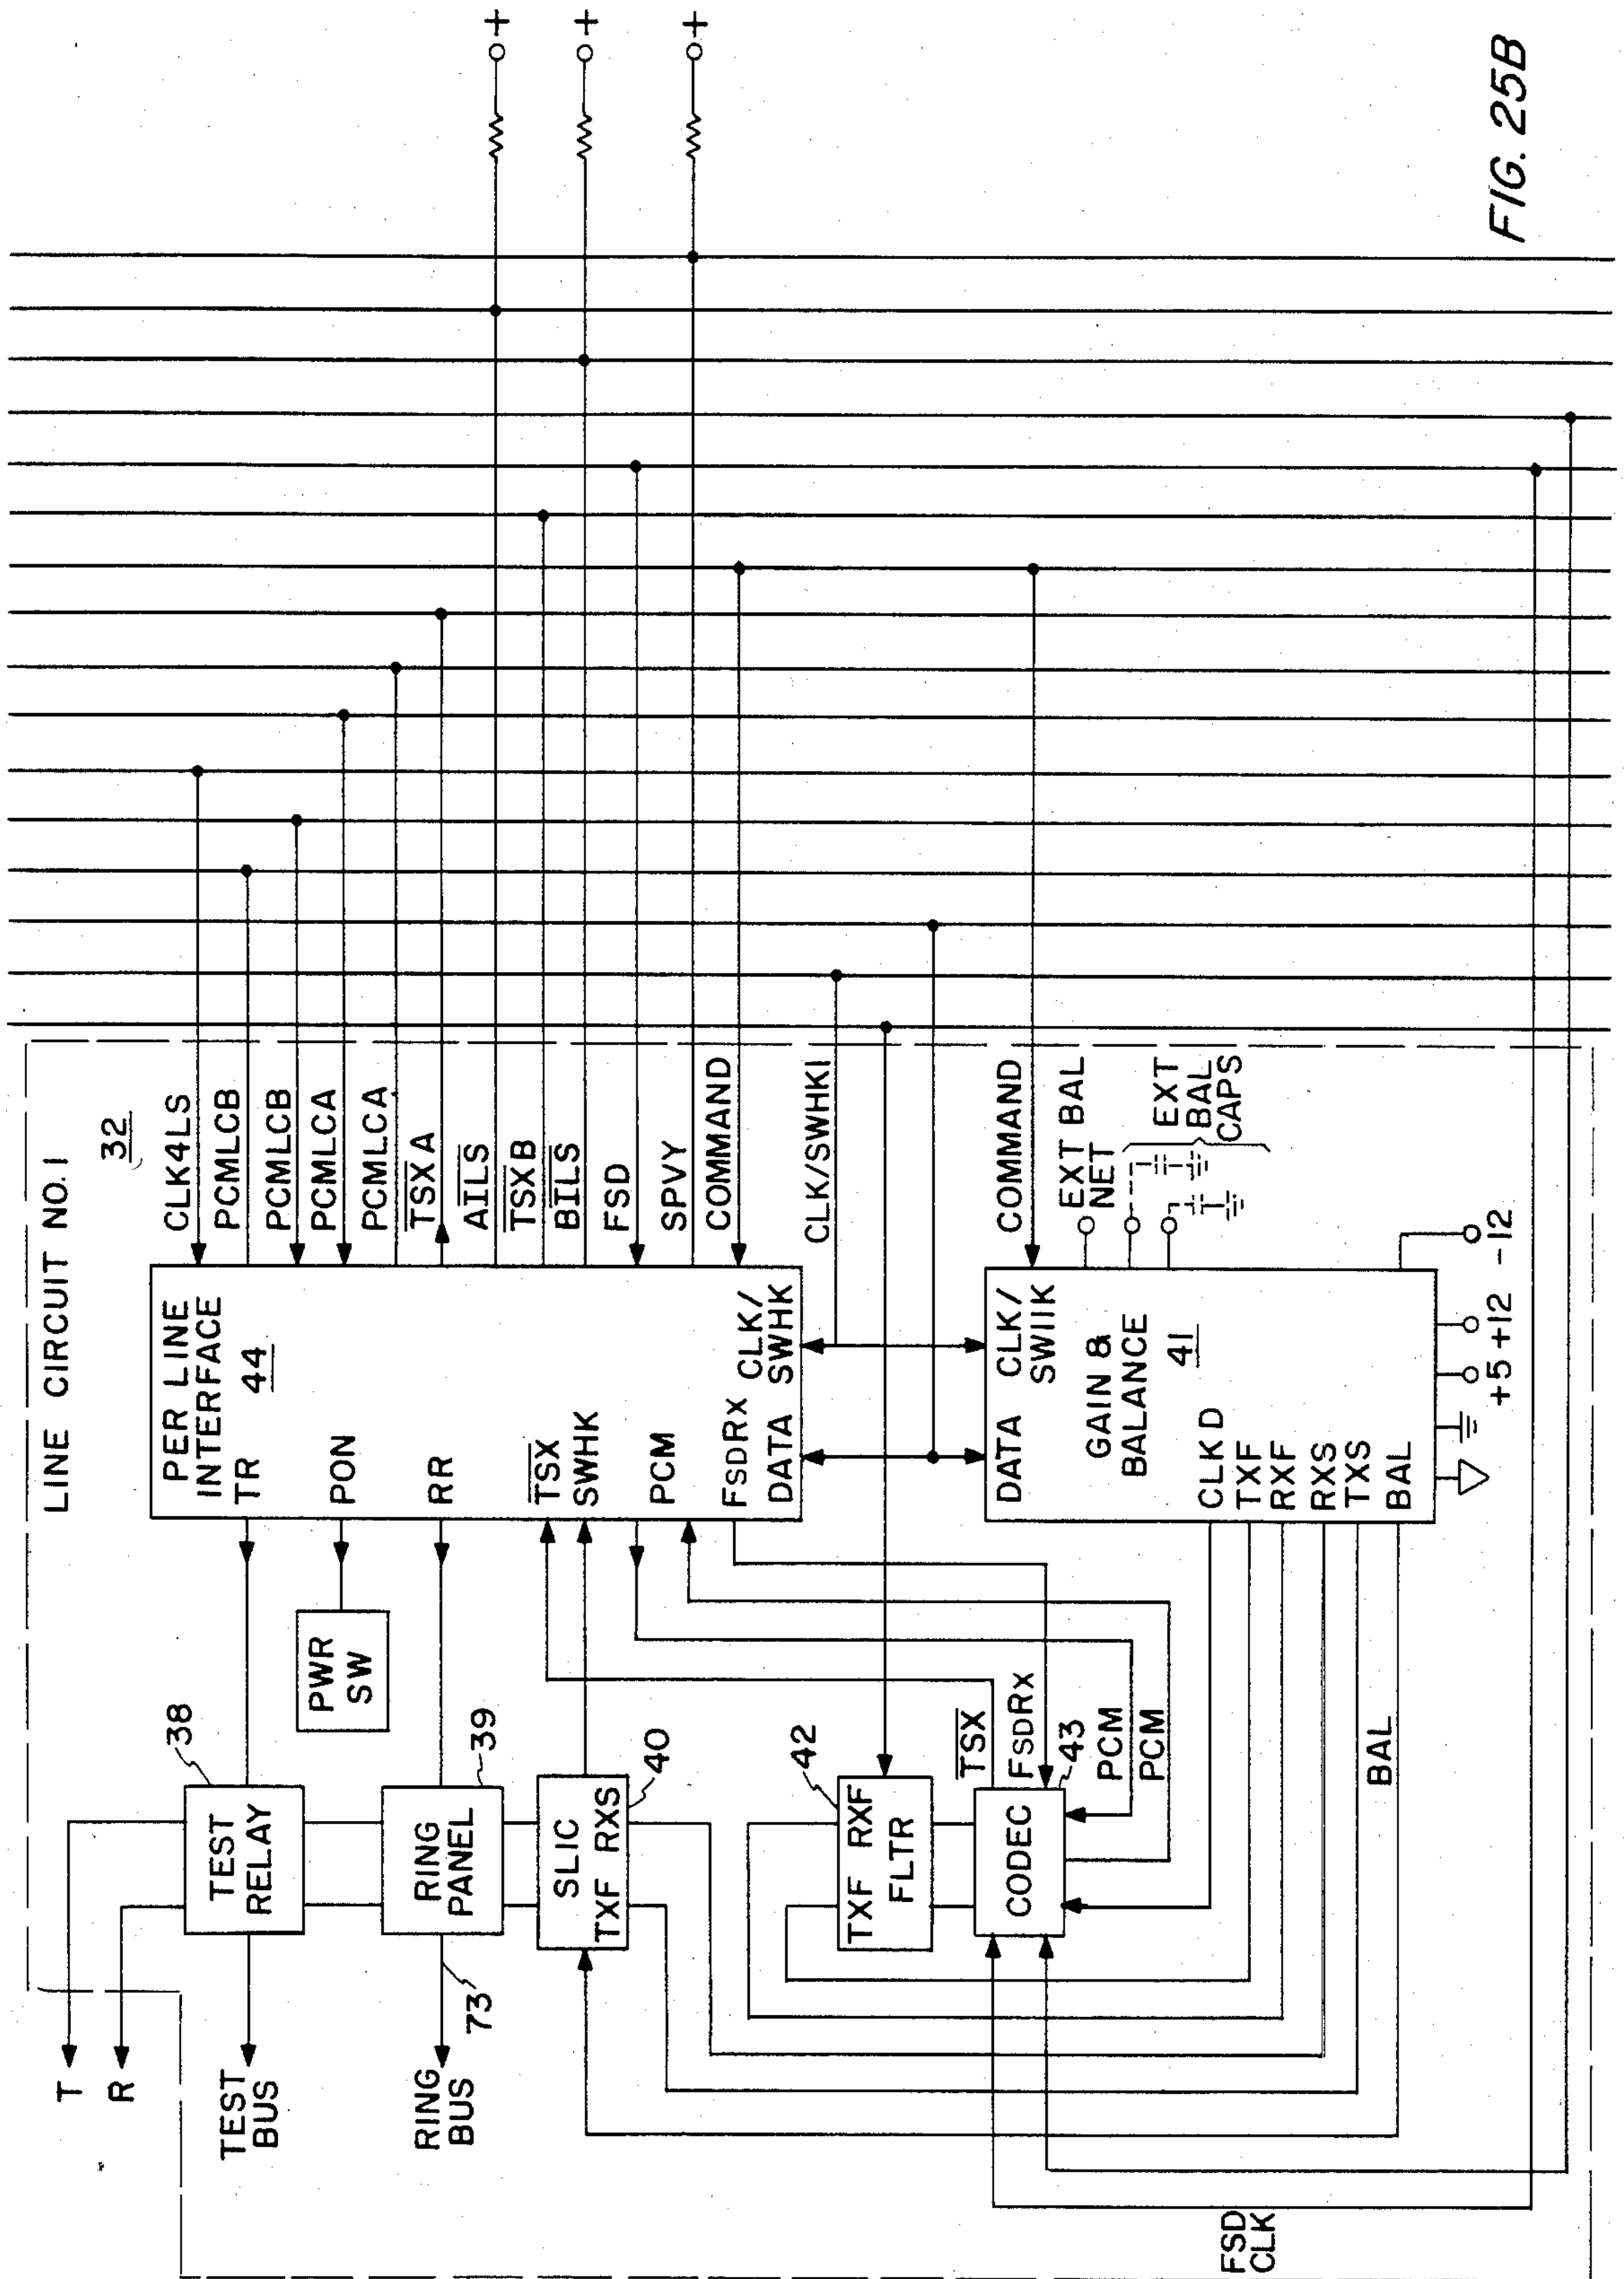 LINE CIRCUIT NO. 1
32
T
R
TEST
BUS
RING
BUS
73
38
TEST
RELAY
39
RING
PANEL
40
SLIC
TXF RXS
PWR
SW
PER LINE
INTERFACE
44
TR
PON
RR
TSX
SWHK
PCM
FSDRX
DATA
CLK/
SWHK
CLK4LS
PCMLCB
PCMLCB
PCMLCA
PCMLCA
TSXA
AILS
TSXB
BILS
FSD
SPVY
COMMAND
CLK/SWHKI
+
+
+
42
TXF RXF
FLTR
TSX
FSDRX
43
CODEC
PCM
PCM
BAL
DATA
CLK/
SWIIK
GAIN &
BALANCE
41
CLKD
TXF
RXF
RXS
TXS
BAL
COMMAND
EXT BAL
NET
EXT
BAL
CAPS
+5 +12 -12
FSD
CLK
FIG. 25B